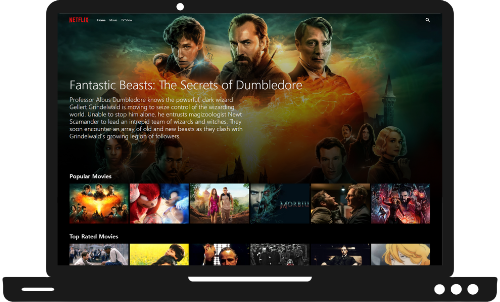 NETFLIX Home Movies TV Show
Fantastic Beasts: The Secrets of Dumbledore
Professor Albus Dumbledore knows the powerful, dark wizard
Gellert Grindelwald is moving to seize control of the wizarding
world. Unable to stop him alone, he entrusts magizoologist Newt
Scamander to lead an intrepid team of wizards and witches. They
soon encounter an array of old and new beasts as they clash with
Grindelwald's growing legion of followers.
Popular Movies
MORBIUS
Top Rated Movies